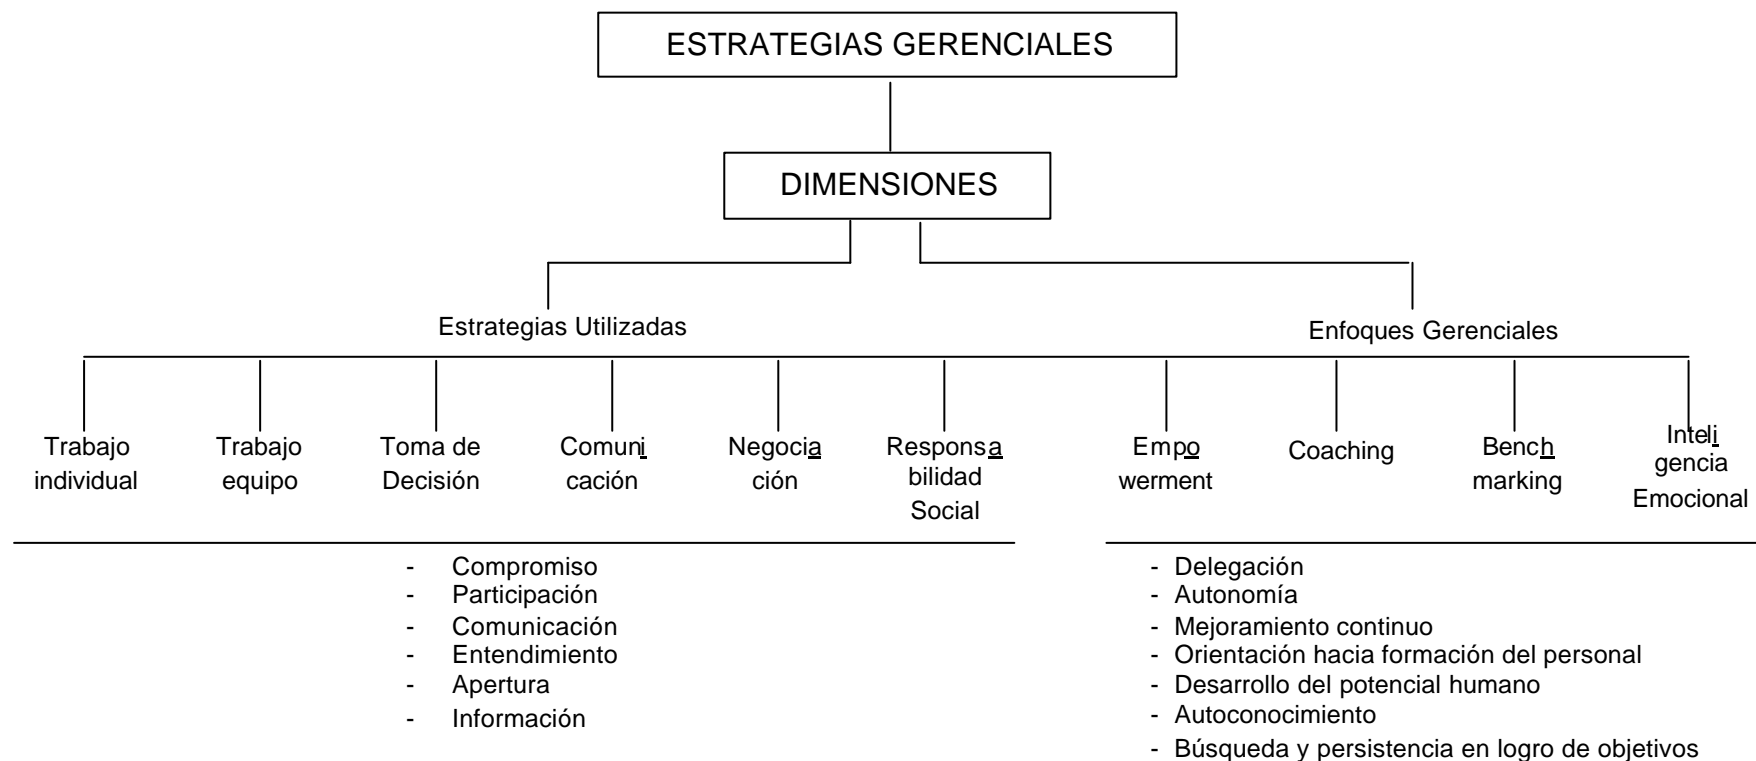 ESTRATEGIAS GERENCIALES
DIMENSIONES
Estrategias Utilizadas
Enfoques Gerenciales
Trabajo
individual
Trabajo
equipo
Toma de
Decisión
Comuni
cación
Negocia
ción
Responsa
bilidad
Social
Empo
werment
Coaching
Bench
marking
Inteli
gencia
Emocional
- Compromiso
- Participación
- Comunicación
- Entendimiento
- Apertura
- Información
- Delegación
- Autonomía
- Mejoramiento continuo
- Orientación hacia formación del personal
- Desarrollo del potencial humano
- Autoconocimiento
- Búsqueda y persistencia en logro de objetivos